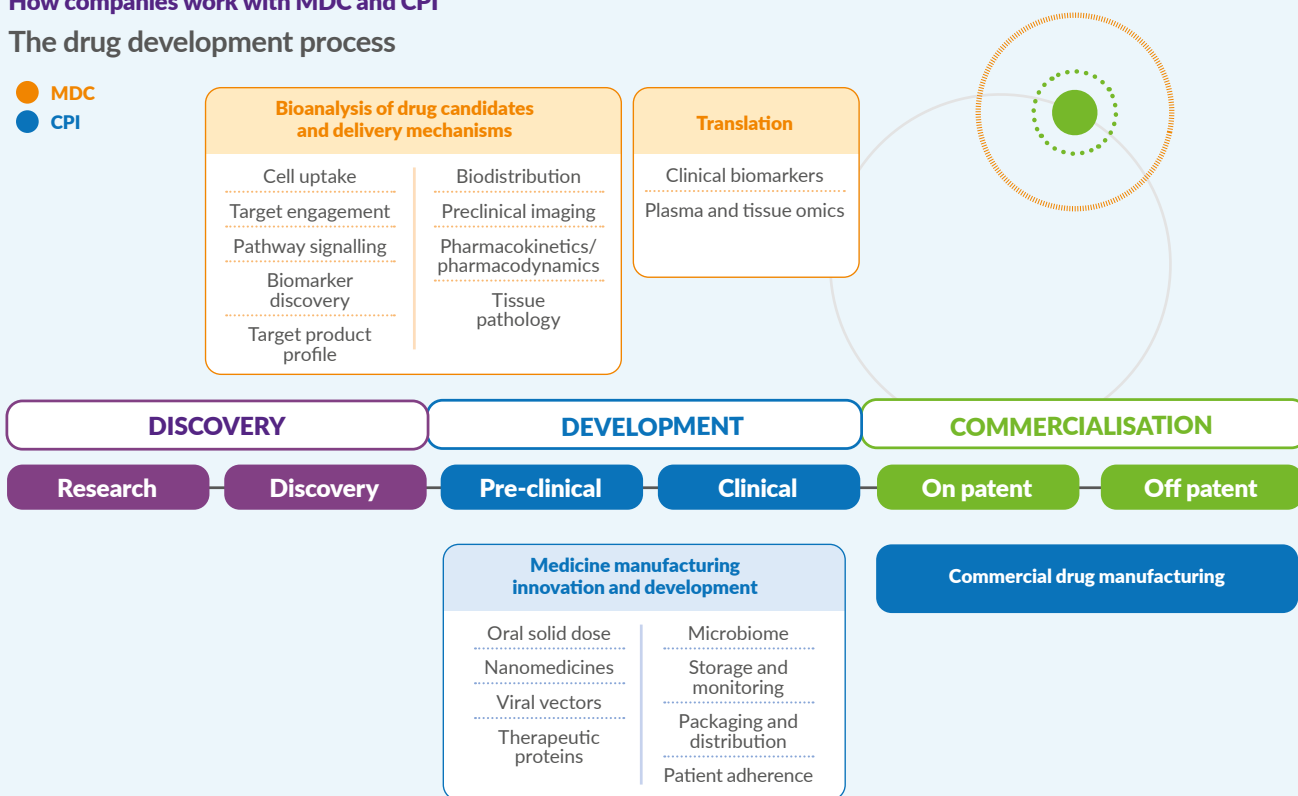 How companies work with MDC and CPI
The drug development process
MDC
CPI
Bioanalysis of drug candidates
and delivery mechanisms
Cell uptake
Target engagement
Pathway signalling
Biomarker
discovery
Target product
profile
Biodistribution
Preclinical imaging
Pharmacokinetics/
pharmacodynamics
Tissue
pathology
Translation
Clinical biomarkers
Plasma and tissue omics
DISCOVERY
DEVELOPMENT
COMMERCIALISATION
Research
Discovery
Pre-clinical
Clinical
On patent
Off patent
Medicine manufacturing
innovation and development
Oral solid dose
Nanomedicines
Viral vectors
Therapeutic
proteins
Microbiome
Storage and
monitoring
Packaging and
distribution
Patient adherence
Commercial drug manufacturing